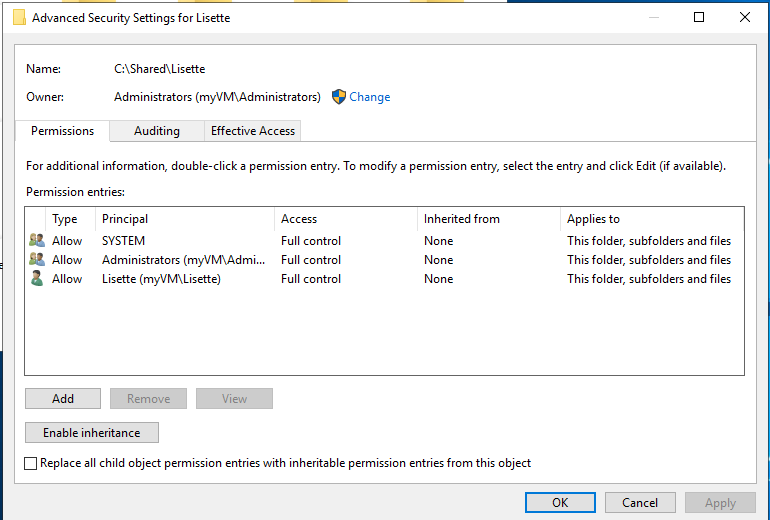 Advanced Security Settings for Lisette
Name: C:\Shared\Lisette
Owner: Administrators (myVM\Administrators) Change
Permissions Auditing Effective Access
For additional information, double-click a permission entry. To modify a permission entry, select the entry and click Edit (if available).
Permission entries:
Type Principal Access Inherited from Applies to
Allow SYSTEM Full control None This folder, subfolders and files
Allow Administrators (myVM\Admi... Full control None This folder, subfolders and files
Allow Lisette (myVM\Lisette) Full control None This folder, subfolders and files
Add Remove View
Enable inheritance
Replace all child object permission entries with inheritable permission entries from this object
OK Cancel Apply